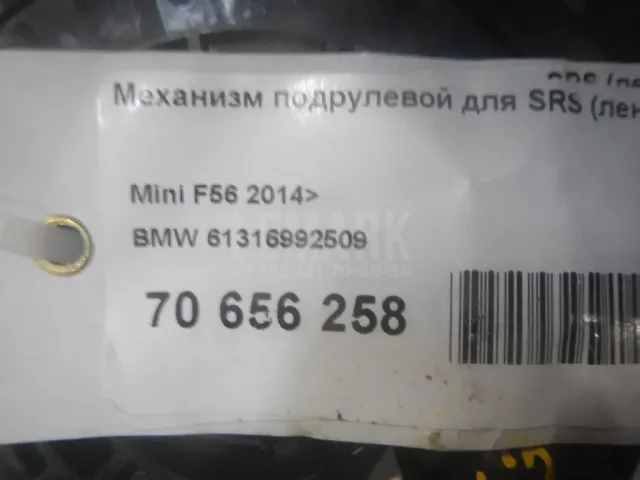 Механизм подрулевой для SRS (лен
Mini F56 2014>
BMW 61316992509
70 656 258